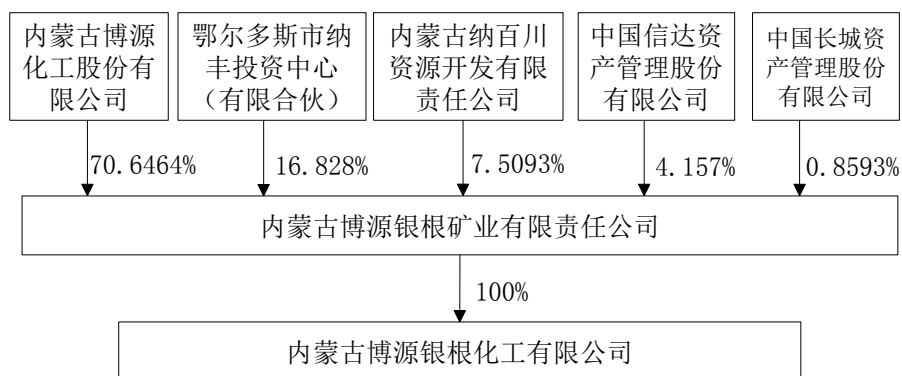 内蒙古博源
化工股份有
限公司
鄂尔多斯市纳
丰投资中心
（有限合伙）
内蒙古纳百川
资源开发有限
责任公司
中国信达资
产管理股份
有限公司
中国长城资
产管理股份
有限公司
70.6464%
16.828%
7.5093%
4.157%
0.8593%
内蒙古博源银根矿业有限责任公司
100%
内蒙古博源银根化工有限公司